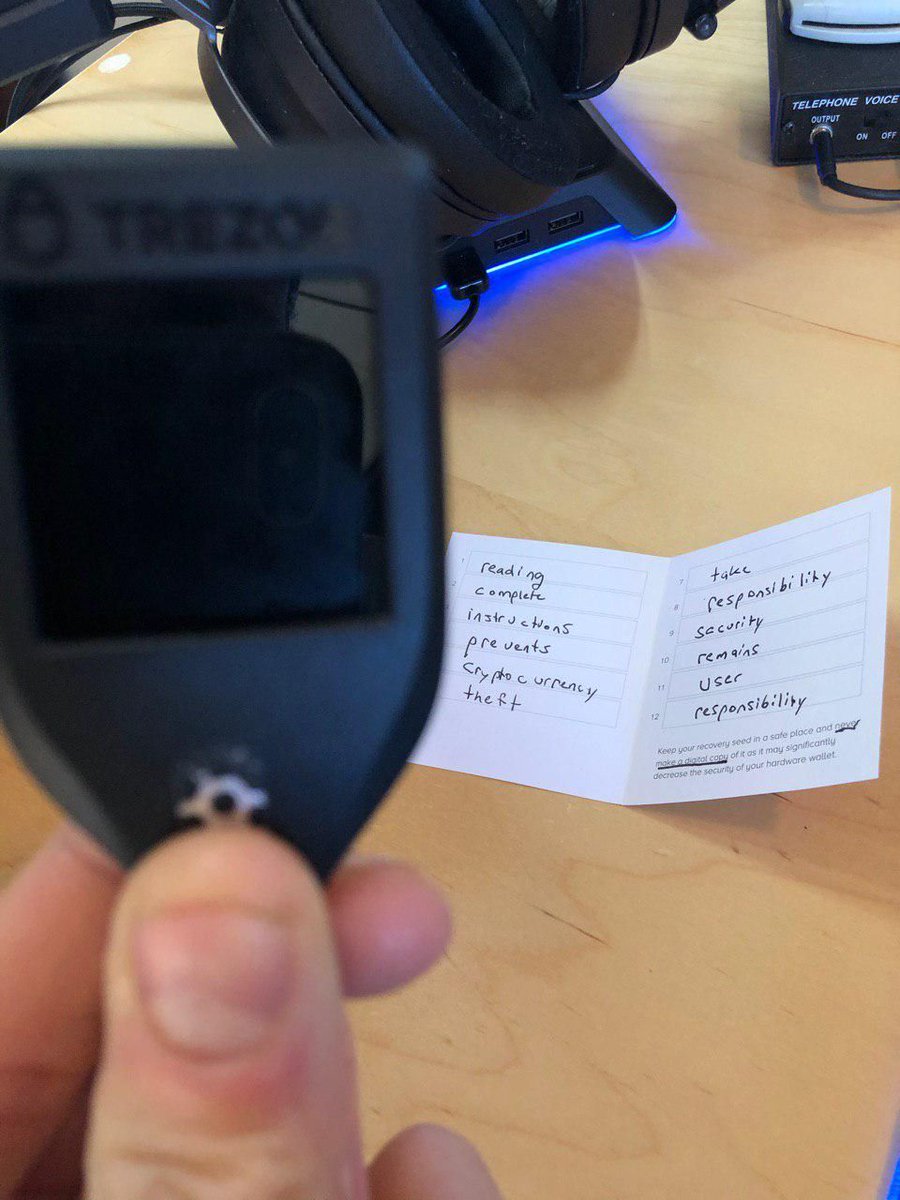 TREZOR
TELEPHONE VOICE
OUTPUT
ON OFF
1 reading
2 complete
instructions
prevents
cryptocurrency
theft
7 take
8 responsibility
9 security
10 remains
11 user
12 responsibility
Keep your recovery seed in a safe place and never
make a digital copy of it as it may significantly
decrease the security of your hardware wallet.